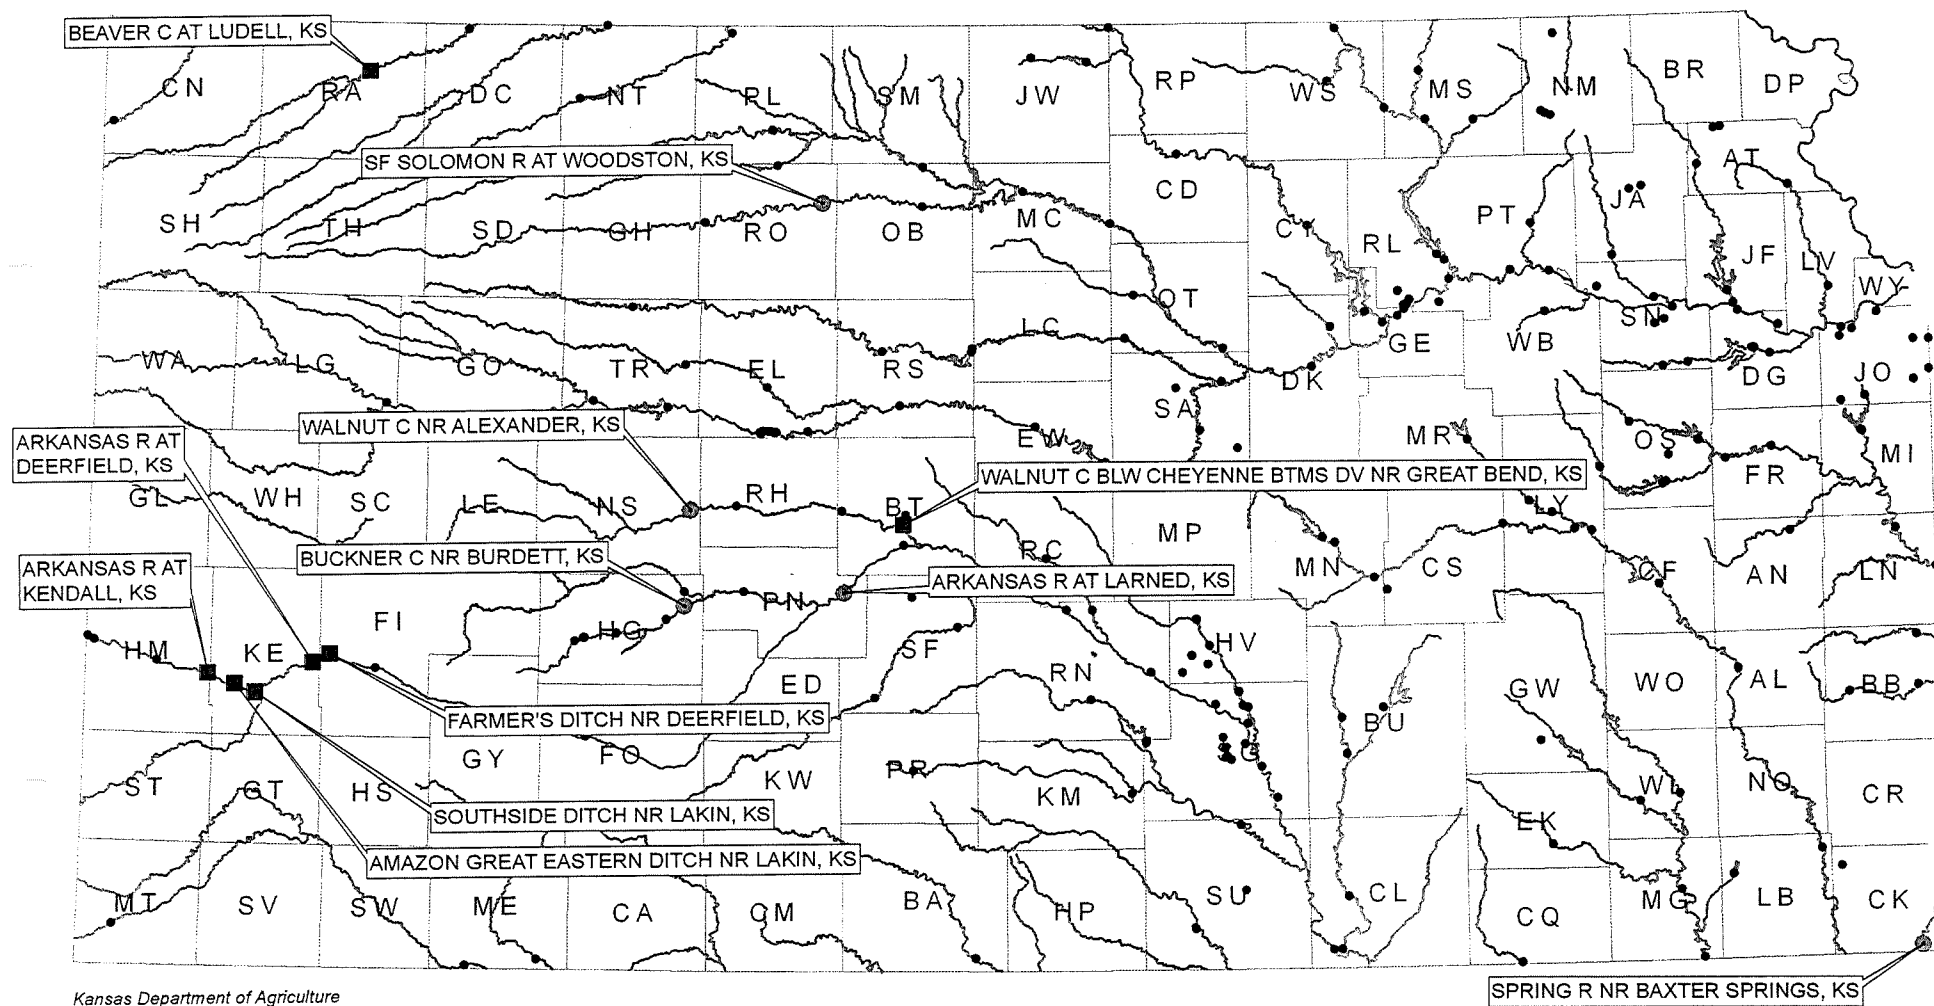 BEAVER C AT LUDELL, KS
CN
RA
DC
NT
PL
SM
JW
RP
WS
MS
NM
BR
DP
SF SOLOMON R AT WOODSTON, KS
SH
TH
SD
GH
RO
OB
MC
CD
CY
RL
PT
JA
AT
JF
LV
WY
WA
LG
GO
TR
EL
RS
LC
OT
SA
DK
GE
WB
SN
DG
JO
WALNUT C NR ALEXANDER, KS
ARKANSAS R AT
DEERFIELD, KS
EW
MR
OS
FR
MI
WALNUT C BLW CHEYENNE BTMS DV NR GREAT BEND, KS
GL
WH
SC
LE
NS
RH
BT
RC
MP
MN
CS
LY
CF
AN
LN
BUCKNER C NR BURDETT, KS
ARKANSAS R AT
KENDALL, KS
ARKANSAS R AT LARNED, KS
HM
KE
FI
HG
PN
SF
ED
RN
HV
BU
GW
WO
AL
BB
FARMER'S DITCH NR DEERFIELD, KS
ST
GT
HS
GY
FO
KW
PR
KM
SG
EK
WL
NO
CR
SOUTHSIDE DITCH NR LAKIN, KS
AMAZON GREAT EASTERN DITCH NR LAKIN, KS
MT
SV
SW
ME
CA
CM
BA
HP
SU
CL
CQ
MG
LB
CK
SPRING R NR BAXTER SPRINGS, KS
Kansas Department of Agriculture